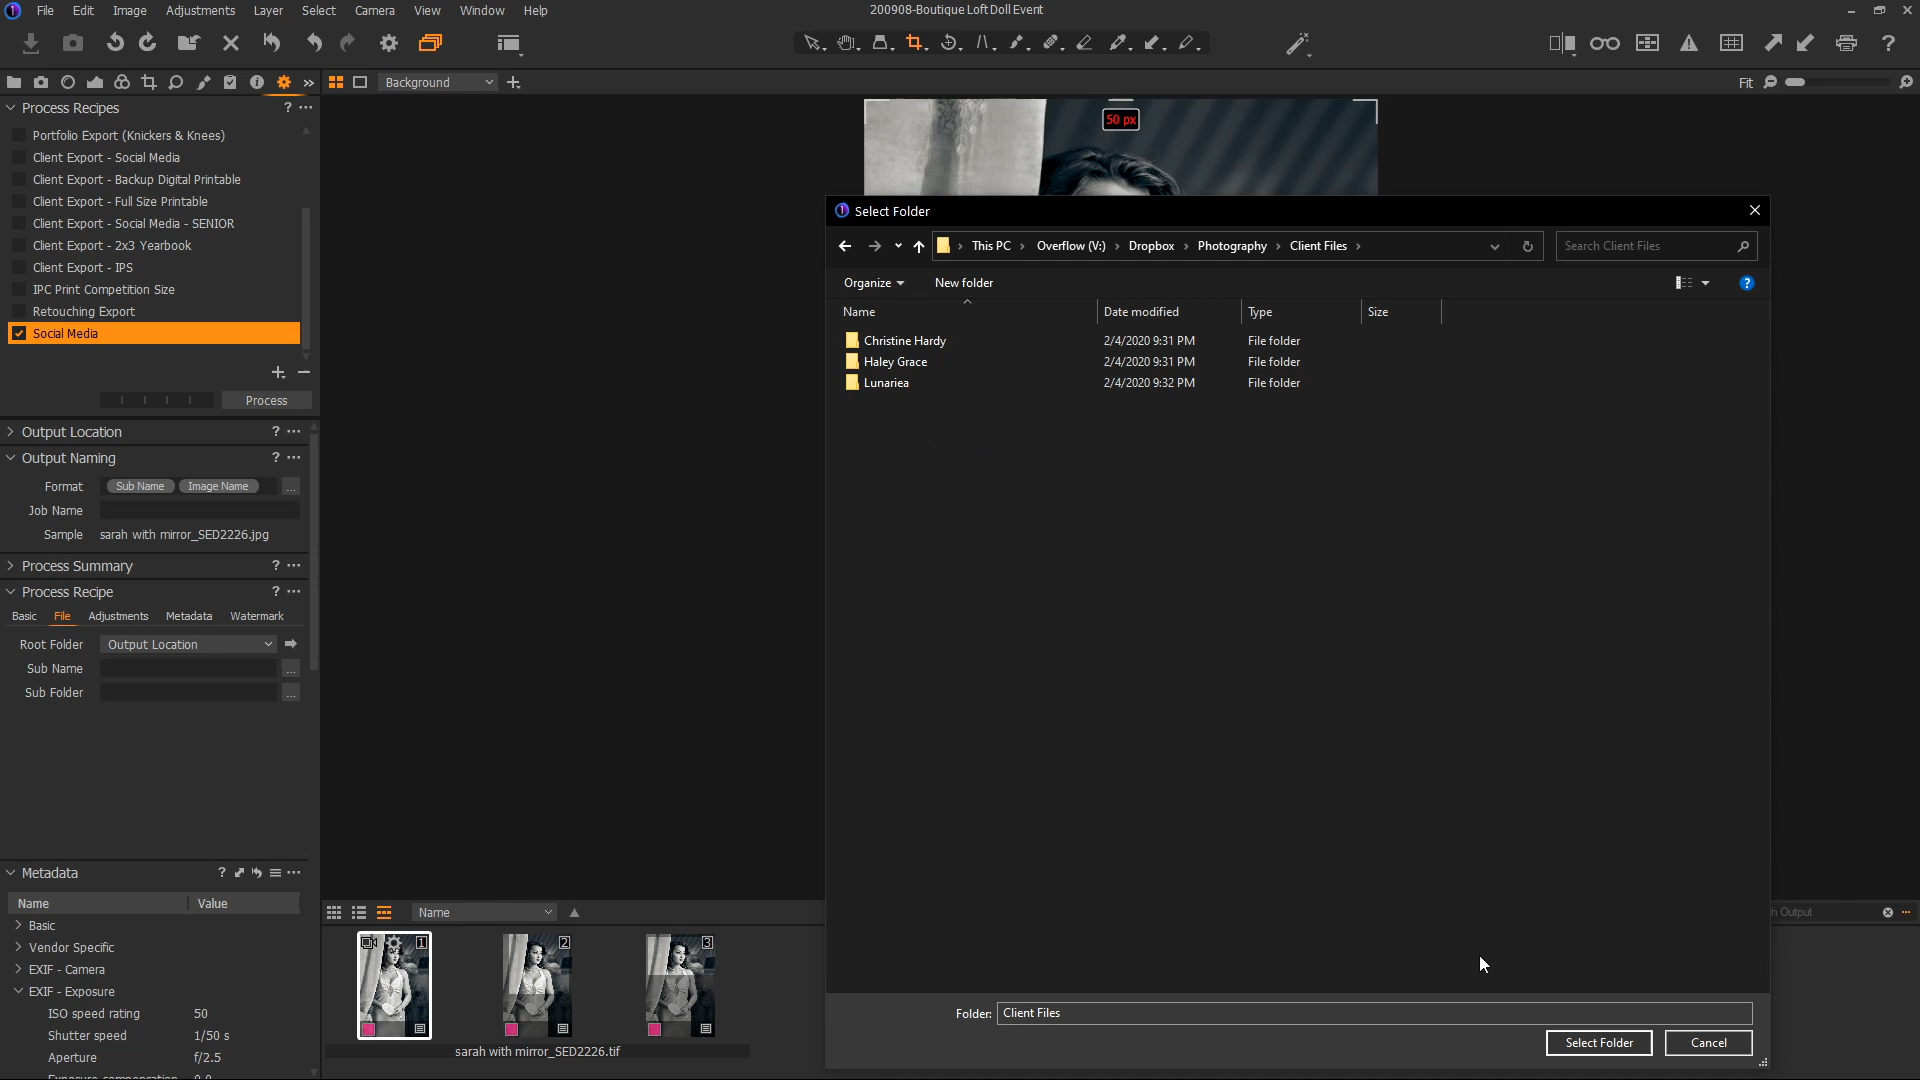 File Edit Image Adjustments Layer Select Camera View Window Help
200908-Boutique Loft Doll Event
Background
Fit
Process Recipes ? ...
Portfolio Export (Knickers & Knees)
Client Export - Social Media
Client Export - Backup Digital Printable
Client Export - Full Size Printable
Client Export - Social Media - SENIOR
Client Export - 2x3 Yearbook
Client Export - IPS
IPC Print Competition Size
Retouching Export
Social Media
Process
Output Location ? ...
Output Naming ? ...
Format Sub Name Image Name ...
Job Name
Sample sarah with mirror_SED2226.jpg
Process Summary ? ...
Process Recipe ? ...
Basic File Adjustments Metadata Watermark
Root Folder Output Location
Sub Name ...
Sub Folder ...
Metadata ? ...
Name Value
Basic
Vendor Specific
EXIF - Camera
EXIF - Exposure
ISO speed rating 50
Shutter speed 1/50 s
Aperture f/2.5
Exposure compensation 0.0
50 px
Select Folder
This PC > Overflow (V:) > Dropbox > Photography > Client Files >
Search Client Files
Organize New folder ?
Name Date modified Type Size
Christine Hardy 2/4/2020 9:31 PM File folder
Haley Grace 2/4/2020 9:31 PM File folder
Lunariea 2/4/2020 9:32 PM File folder
Folder: Client Files
Select Folder Cancel
Name
h Output ...
1 2 3
sarah with mirror_SED2226.tif